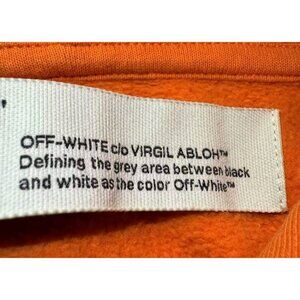 OFF-WHITE c/o VIRGIL ABLOH™
Defining the grey area between black
and white as the color Off-White™